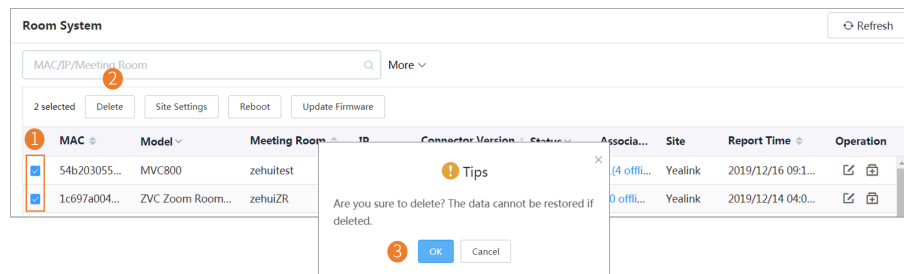 Room System
Refresh
MAC/IP/Meeting Room
More
2
2 selected
Delete
Site Settings
Reboot
Update Firmware
1
MAC Model Meeting Room IP Connector Version Status Associa... Site Report Time Operation
54b203055... MVC800 zehuitest .(4 offli... Yealink 2019/12/16 09:1...
1c697a004... ZVC Zoom Room... zehuiZR 0 offli... Yealink 2019/12/14 04:0...
Tips
Are you sure to delete? The data cannot be restored if
deleted.
3
OK
Cancel